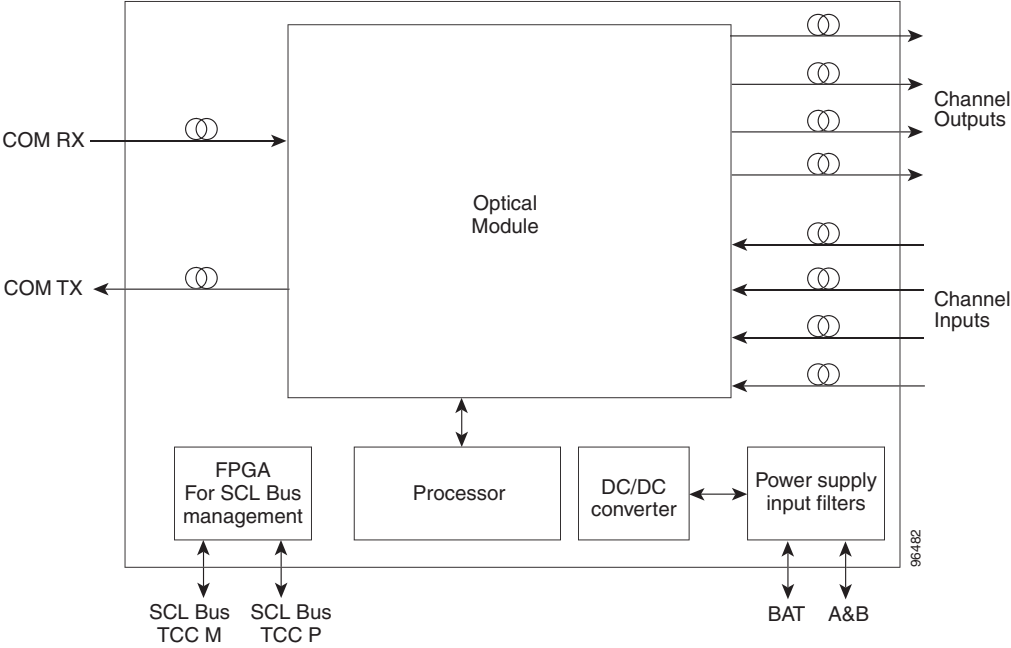 COM RX
COM TX
Optical
Module
Channel
Outputs
Channel
Inputs
FPGA
For SCL Bus
management
Processor
DC/DC
converter
Power supply
input filters
96482
SCL Bus
TCC M
SCL Bus
TCC P
BAT
A&B